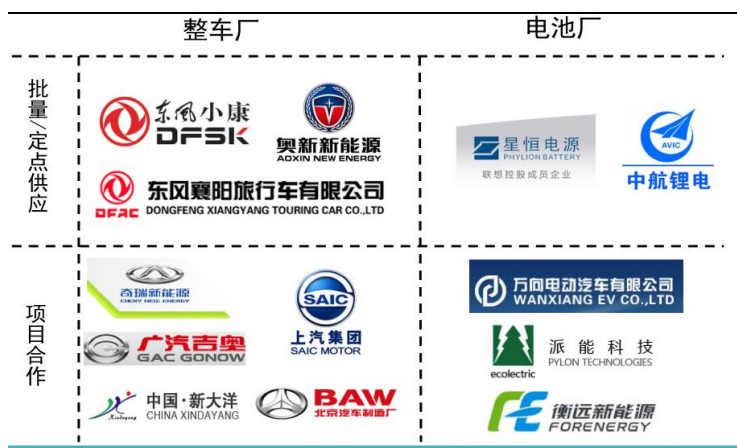 整车厂
电池厂
批量/定点供应
东风小康
DFSK
奥新新能源
AOXIN NEW ENERGY
DFAC
东风襄阳旅行车有限公司
DONGFENG XIANGYANG TOURING CAR CO.,LTD
星恒电源
PHYLION BATTERY
联想控股成员企业
AVIC
中航锂电
项目合作
奇瑞新能源
CHERY NEW ENERGY
SAIC
上汽集团
SAIC MOTOR
广汽吉奥
GAC GONOW
Xindayang
中国·新大洋
CHINA XINDAYANG
BAW
北京汽车制造厂
万向电动汽车有限公司
WANXIANG EV CO.,LTD
ecolectric
派能科技
PYLON TECHNOLOGIES
衡远新能源
FORENERGY